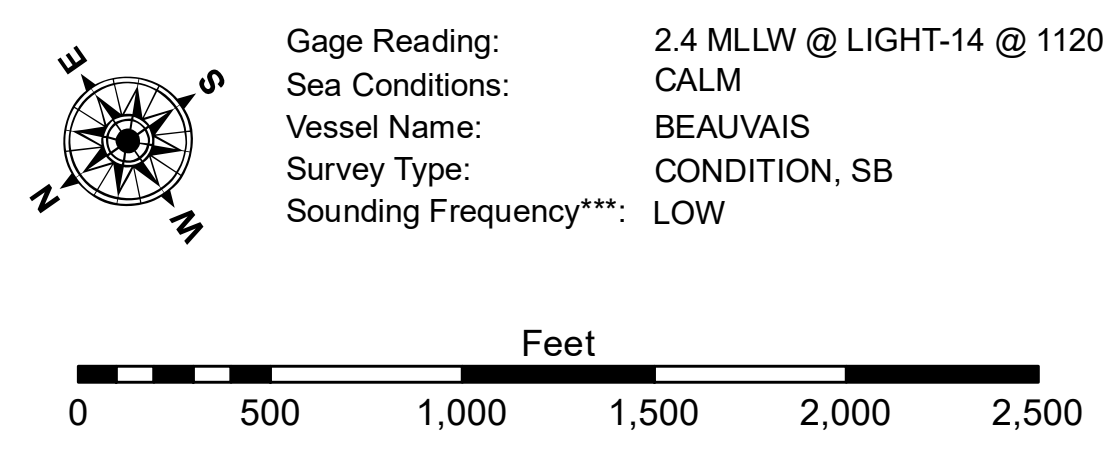 E
S
N
W
Gage Reading: 2.4 MLLW @ LIGHT-14 @ 1120
Sea Conditions: CALM
Vessel Name: BEAUVAIS
Survey Type: CONDITION, SB
Sounding Frequency***: LOW
Feet
0 500 1,000 1,500 2,000 2,500